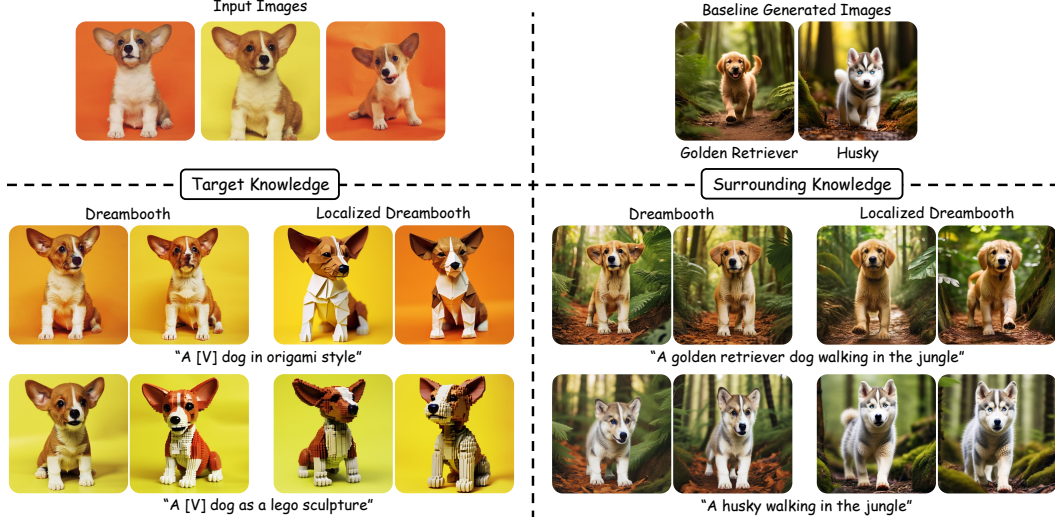 Input Images
Baseline Generated Images
Golden Retriever
Husky
Target Knowledge
Surrounding Knowledge
Dreambooth
Localized Dreambooth
Dreambooth
Localized Dreambooth
“A [V] dog in origami style”
“A golden retriever dog walking in the jungle”
“A [V] dog as a lego sculpture”
“A husky walking in the jungle”